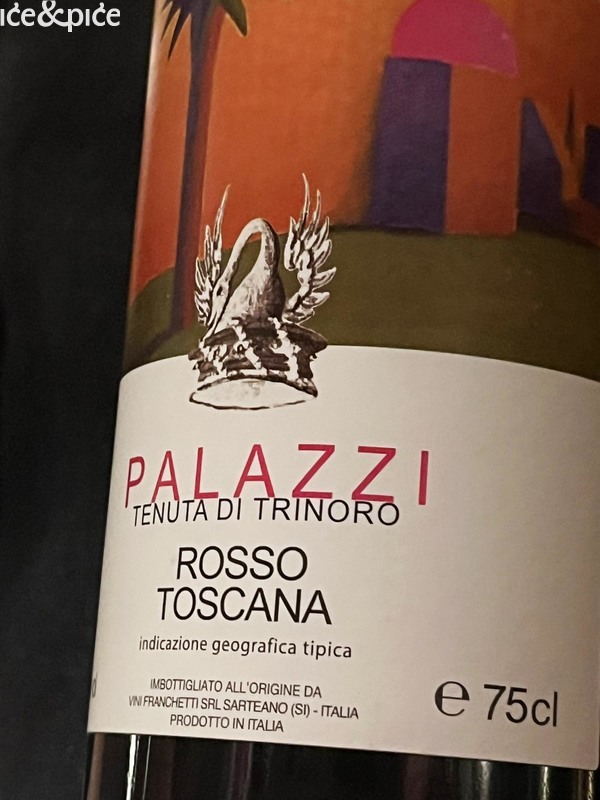 ice&pice
PALAZZI
TENUTA DI TRINORO
ROSSO
TOSCANA
indicazione geografica tipica
IMBOTTIGLIATO ALL'ORIGINE DA
VINI FRANCHETTI SRL SARTEANO (SI) - ITALIA
PRODOTTO IN ITALIA
e 75cl